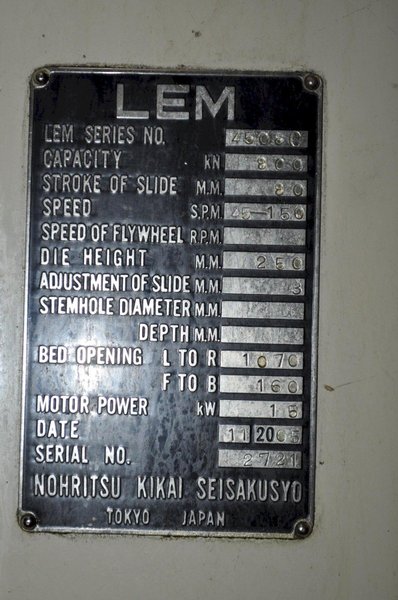 LEM
LEM SERIES NO.
CAPACITY KN 800
STROKE OF SLIDE M.M. 80
SPEED S.P.M. 45-150
SPEED OF FLYWHEEL R.P.M.
DIE HEIGHT M.M. 250
ADJUSTMENT OF SLIDE M.M.
STEMHOLE DIAMETER M.M.
DEPTH M.M.
BED OPENING L TO R 1070
F TO B 160
MOTOR POWER kW 15
DATE 11 2005
SERIAL NO. 2721
NOHRITSU KIKAI SEISAKUSYO
TOKYO JAPAN